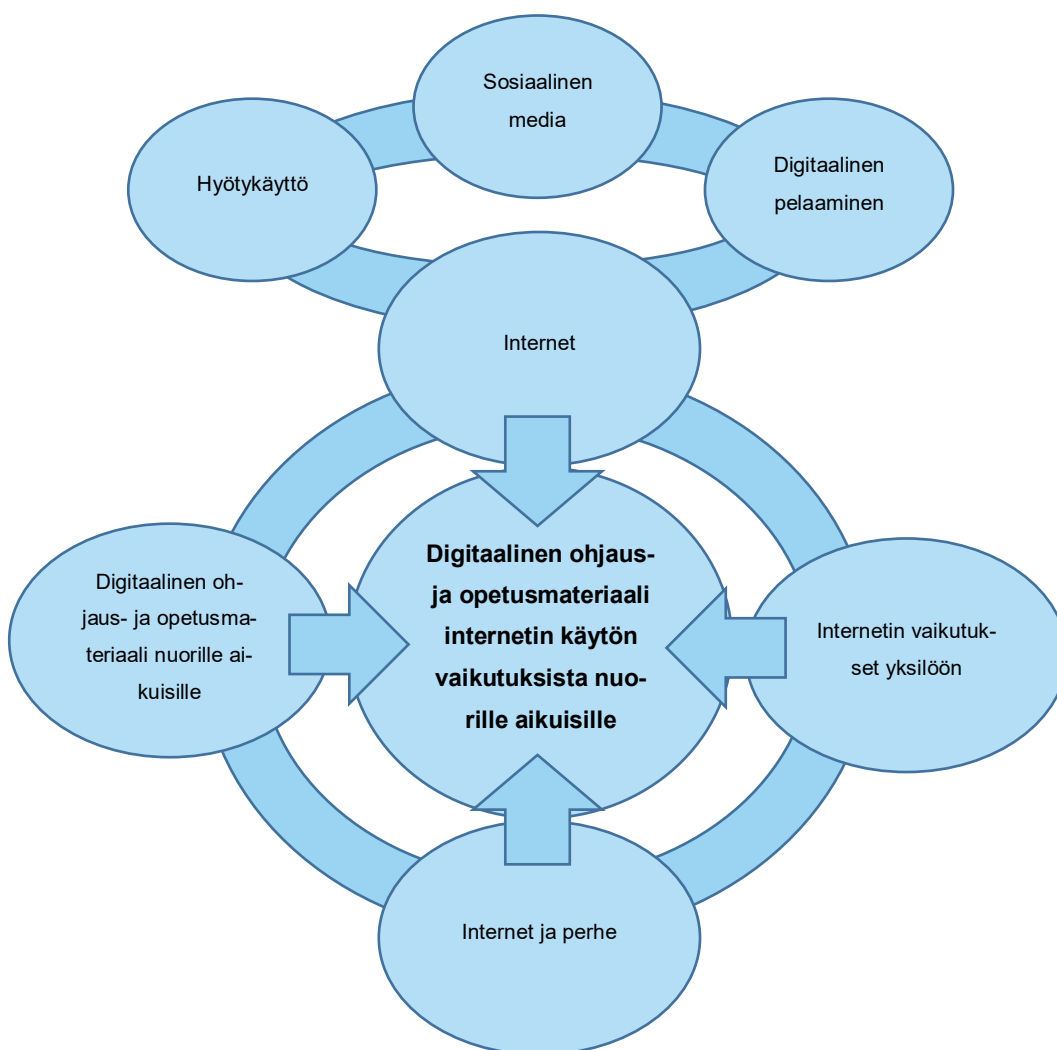 Sosiaalinen
media
Hyötykäyttö
Digitaalinen
pelaaminen
Internet
Digitaalinen oh-
jaus- ja opetusma-
teriaali nuorille ai-
kuisille
Digitaalinen ohjaus-
ja opetusmateriaali
internetin käytön
vaikutuksista nuo-
rille aikuisille
Internetin vaikutuk-
set yksilöön
Internet ja perhe